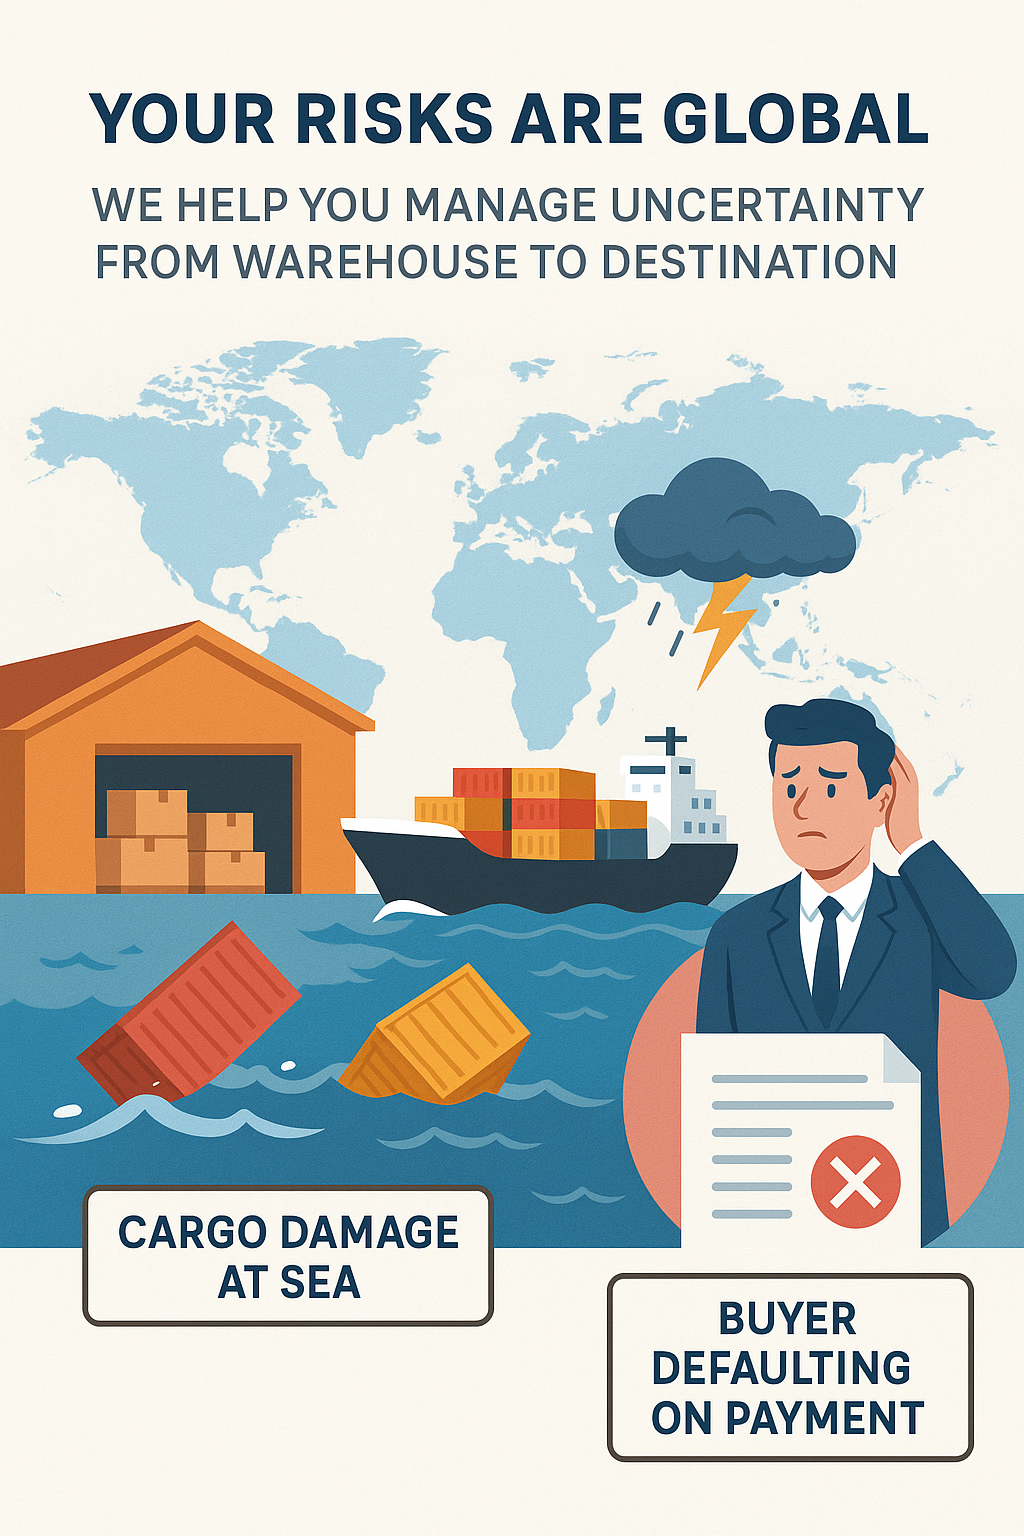 YOUR RISKS ARE GLOBAL
WE HELP YOU MANAGE UNCERTAINTY
FROM WAREHOUSE TO DESTINATION
CARGO DAMAGE
AT SEA
BUYER
DEFAULTING
ON PAYMENT